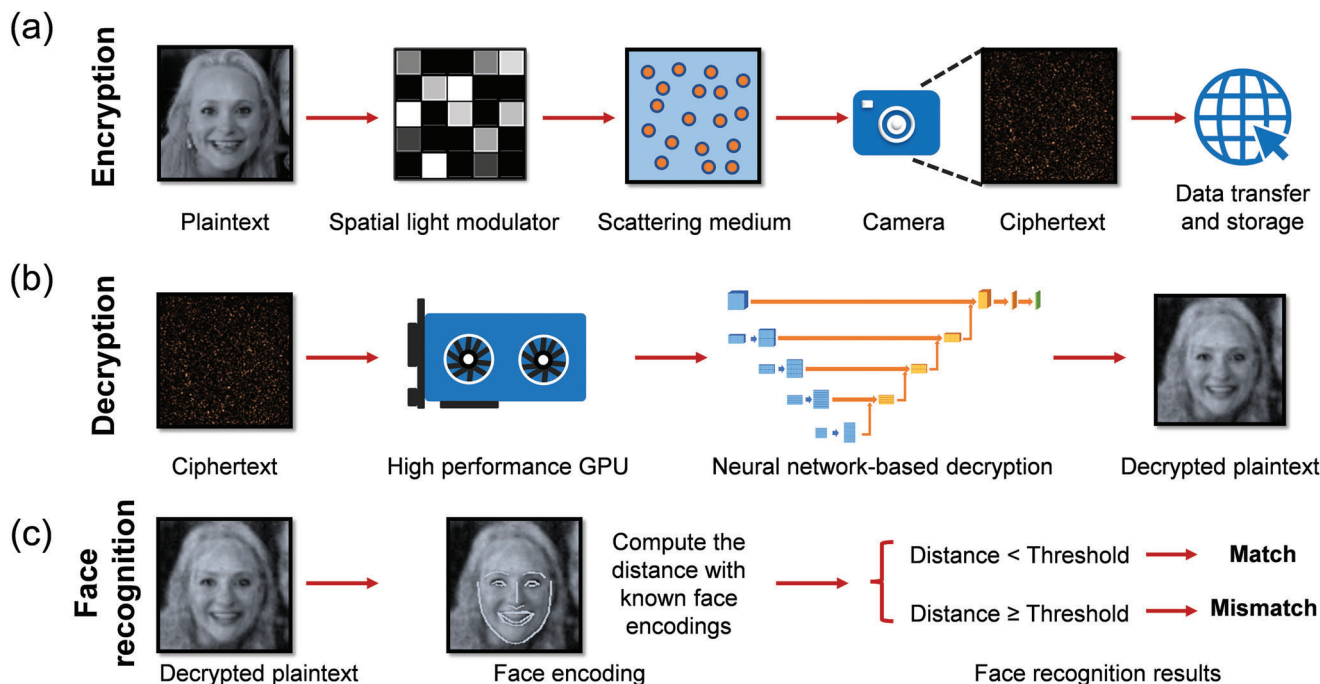 (a)
Encryption
Plaintext
Spatial light modulator
Scattering medium
Camera
Ciphertext
Data transfer
and storage
(b)
Decryption
Ciphertext
High performance GPU
Neural network-based decryption
Decrypted plaintext
(c)
Face
recognition
Decrypted plaintext
Face encoding
Compute the
distance with
known face
encodings
Distance < Threshold
Match
Distance ≥ Threshold
Mismatch
Face recognition results